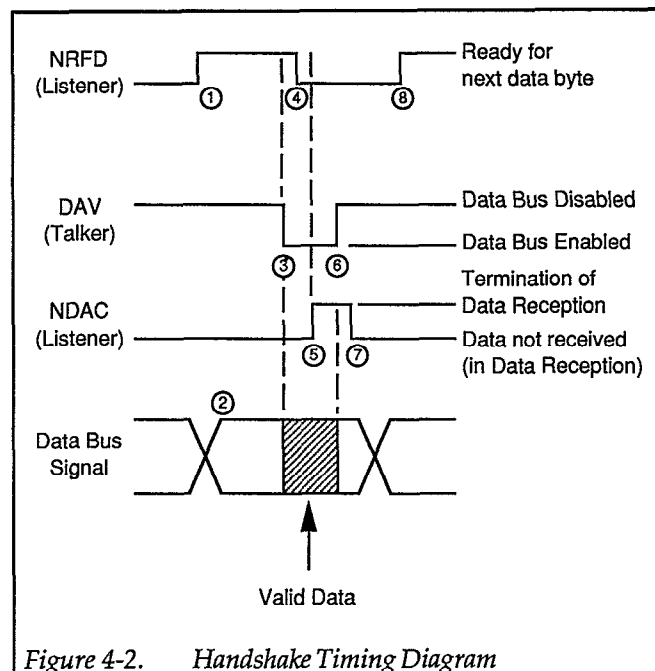 NRFD
(Listener)
Ready for
next data byte
1
4
8
DAV
(Talker)
Data Bus Disabled
Data Bus Enabled
3
6
Termination of
Data Reception
NDAC
(Listener)
Data not received
(in Data Reception)
5
7
2
Data Bus
Signal
Valid Data
Figure 4-2. Handshake Timing Diagram